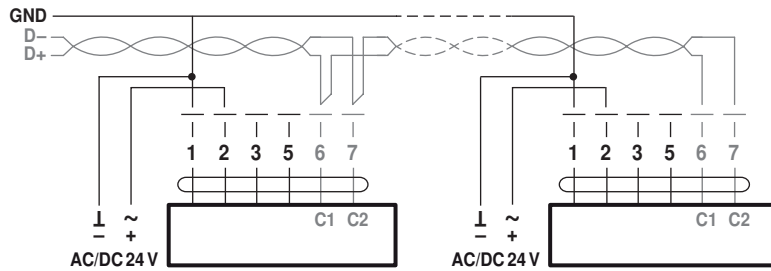 GND
D–
D+
1 2 3 5 6 7 1 2 3 5 6 7
⊥ ~ C1 C2 ⊥ ~ C1 C2
– + – +
AC/DC 24 V AC/DC 24 V